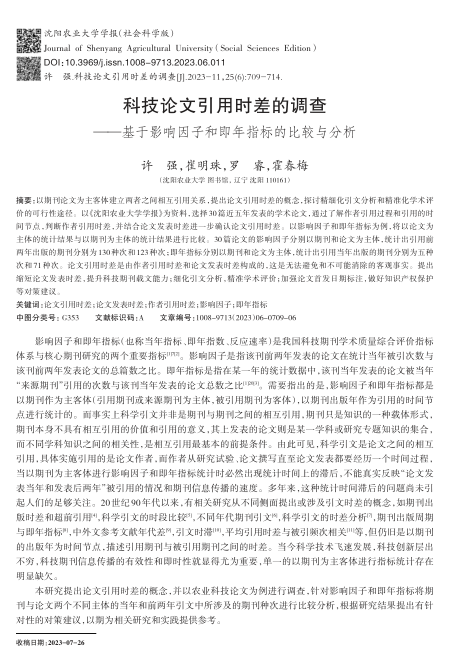 沈阳农业大学学报(社会科学版)
Journal of Shenyang Agricultural University(Social Sciences Edition)
DOI:10.3969/j.issn.1008-9713.2023.06.011
许　强.科技论文引用时差的调查[J].2023-11,25(6):709-714.
科技论文引用时差的调查
——基于影响因子和即年指标的比较与分析
许　强,崔明珠,罗　睿,霍春梅
(沈阳农业大学 图书馆, 辽宁 沈阳 110161)
摘要:以期刊论文为主客体建立两者之间相互引用关系,提出论文引用时差的概念,探讨精细化引文分析和精准化学术评
价的可行性途径。以《沈阳农业大学学报》为资料,选择30篇近五年发表的学术论文,通过了解作者引用过程和引用的时
间节点,判断作者引用时差,并结合论文发表时差进一步确认论文引用时差。以影响因子和即年指标为例,将以论文为
主体的统计结果与以期刊为主体的统计结果进行比较。30篇论文的影响因子分别以期刊和论文为主体,统计出引用前
两年出版的期刊分别为130种次和123种次;即年指标分别以期刊和论文为主体,统计出引用当年出版的期刊分别为五种
次和71种次。论文引用时差是由作者引用时差和论文发表时差构成的,这是无法避免和不可能消除的客观事实。提出
缩短论文发表时差,提升科技期刊载文能力;细化引文分析,精准学术评价;加强论文首发日期标注,做好知识产权保护
等对策建议。
关键词:论文引用时差;论文发表时差;作者引用时差;影响因子;即年指标
中图分类号: G353　文献标识码:A　文章编号:1008-9713(2023)06-0709-06
影响因子和即年指标(也称当年指标、即年指数、反应速率)是我国科技期刊学术质量综合评价指标
体系与核心期刊研究的两个重要指标[1][2]。影响因子是指该刊前两年发表的论文在统计当年被引次数与
该刊前两年发表论文的总篇数之比。即年指标是指在某一年的统计数据中,该刊当年发表的论文被当年
“来源期刊”引用的次数与该刊当年发表的论文总数之比[1][2][3]。需要指出的是,影响因子和即年指标都是
以期刊作为主客体(引用期刊或来源期刊为主体,被引用期刊为客体),以期刊出版年作为引用的时间节
点进行统计的。而事实上科学引文并非是期刊与期刊之间的相互引用,期刊只是知识的一种载体形式,
期刊本身不具有相互引用的价值和引用的意义,其上发表的论文则是某一学科或研究专题知识的集合,
而不同学科知识之间的相关性,是相互引用最基本的前提条件。由此可见,科学引文是论文之间的相互
引用,具体实施引用的是论文作者,而作者从研究试验、论文撰写直至论文发表都要经历一个时间过程,
当以期刊为主客体进行影响因子和即年指标统计时必然出现统计时间上的滞后,不能真实反映“论文发
表当年和发表后两年”被引用的情况和期刊信息传播的速度。多年来,这种统计时间滞后的问题尚未引
起人们的足够关注。20世纪90年代以来,有相关研究从不同侧面提出或涉及引文时差的概念,如期刊出
版时差和超前引用[4],科学引文的时段比较[5]、不同年代期刊引文[6],科学引文的时差分析[7],期刊出版周期
与即年指标[8],中外文参考文献年代差[9],引文时滞[10],平均引用时差与被引频次相关[11]等,但仍旧是以期刊
的出版年为时间节点,描述引用期刊与被引用期刊之间的时差。当今科学技术飞速发展,科技创新层出
不穷,科技期刊信息传播的有效性和即时性就显得尤为重要,单一的以期刊为主体进行指标统计存在
明显缺欠。
本研究提出论文引用时差的概念,并以农业科技论文为例进行调查,针对影响因子和即年指标将期
刊与论文两个不同主体的当年和前两年引文中所涉及的期刊种次进行比较分析,根据研究结果提出有针
对性的对策建议,以期为相关研究和实践提供参考。
收稿日期:2023-07-26